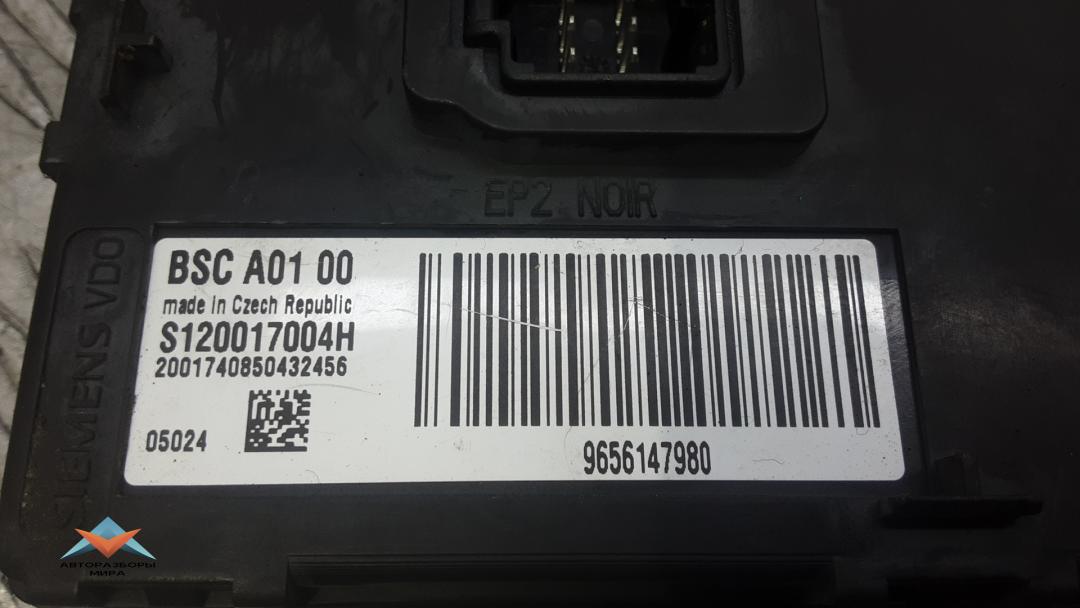 EP2 NOIR
SIEMENS VDO
BSC A01 00
made in Czech Republic
S120017004H
2001740850432456
05024
9656147980
АВТОРАЗБОРЫ
МИРА